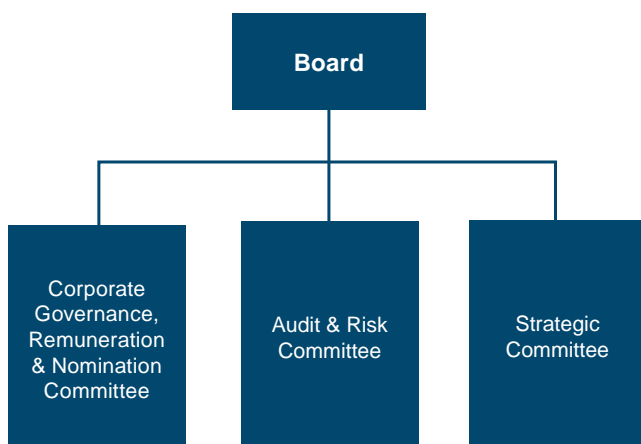 Board
Corporate
Governance,
Remuneration
& Nomination
Committee
Audit & Risk
Committee
Strategic
Committee